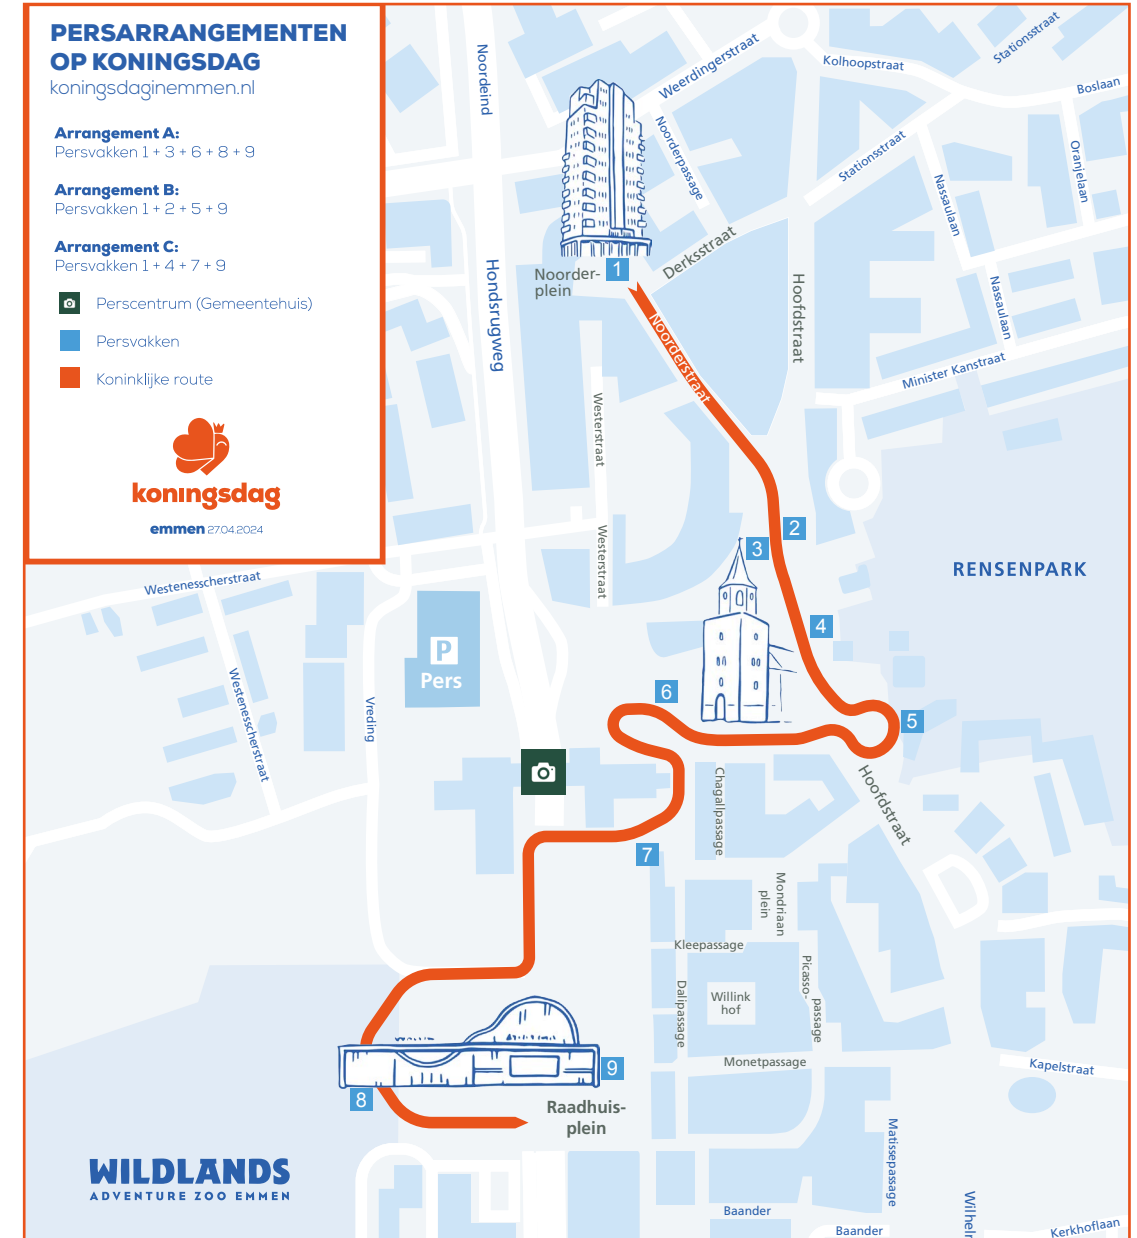 PERSARRANGEMENTEN
OP KONINGSDAG
koningsdaginemmen.nl
Arrangement A:
Persvakken 1 + 3 + 6 + 8 + 9
Arrangement B:
Persvakken 1 + 2 + 5 + 9
Arrangement C:
Persvakken 1 + 4 + 7 + 9
Perscentrum (Gemeentehuis)
Persvakken
Koninklijke route
koningsdag
emmen 27.04.2024
Noordeind
Weerdingerstraat
Kolhoopstraat
Stationsstraat
Boslaan
Noorderpassage
Stationsstraat
Oranjelaan
Nassaulaan
Derksstraat
1
Noorder-
plein
Hondsrugweg
Hoofdstraat
Nassaulaan
Noorderstraat
Minister Kanstraat
Westerstraat
2
3
Westerstraat
RENSENPARK
Westenesscherstraat
4
P
Pers
Westenesscherstraat
Vreding
6
5
Chagallpassage
Hoofdstraat
7
Mondriaan
plein
Kleepassage
Dalipassage
Willink
hof
Picasso-
passage
Monetpassage
9
8
Kapelstraat
Raadhuis-
plein
Matissepassage
WILDLANDS
ADVENTURE ZOO EMMEN
Baander
Baander
Kerkhoflaan